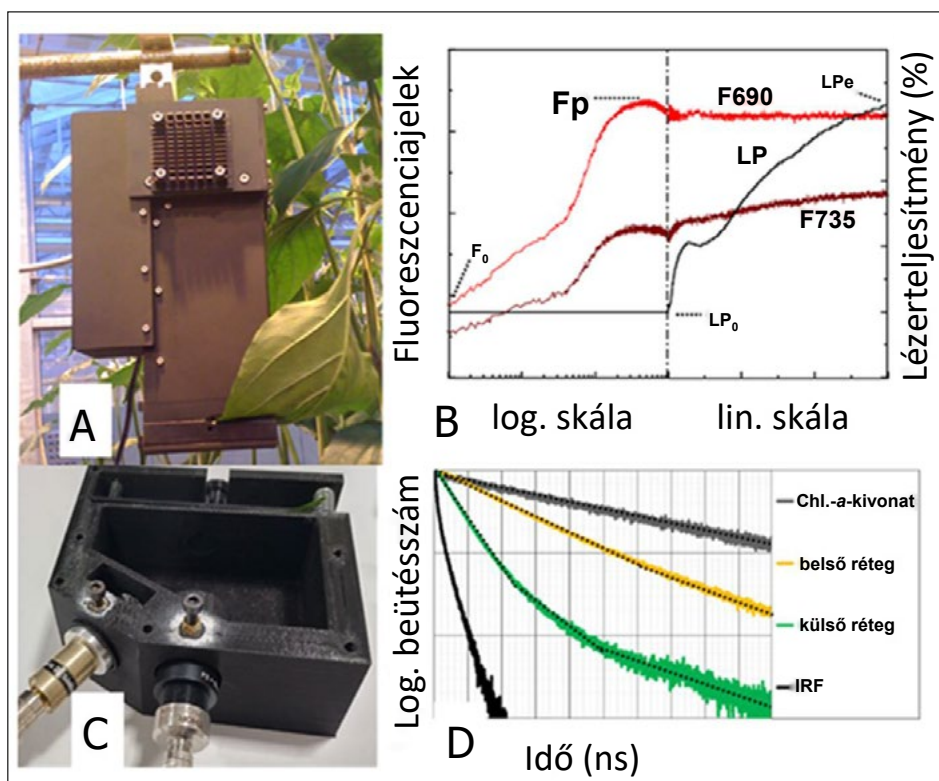 A
Fluoreszcenciajelek
Fp
F₀
F690
LPe
LP
F735
LP₀
Lézerteljesítmény (%)
B
log. skála
lin. skála
C
Log. beütésszám
Chl.-a-kivonat
belső réteg
külső réteg
IRF
D
Idő (ns)